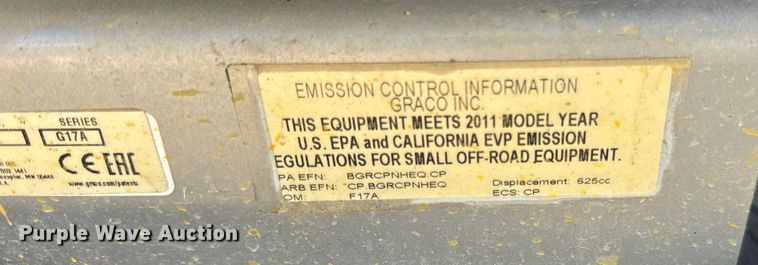 SERIES
G17A
CE EAC
www.graco.com/patents
EMISSION CONTROL INFORMATION
GRACO INC.
THIS EQUIPMENT MEETS 2011 MODEL YEAR
U.S. EPA and CALIFORNIA EVP EMISSION
EGULATIONS FOR SMALL OFF-ROAD EQUIPMENT.
PA EFN: BGRCPNHEQ.CP
ARB EFN: CP.BGRCPNHEQ Displacement: 625cc
OM: F17A ECS: CP
Purple Wave Auction